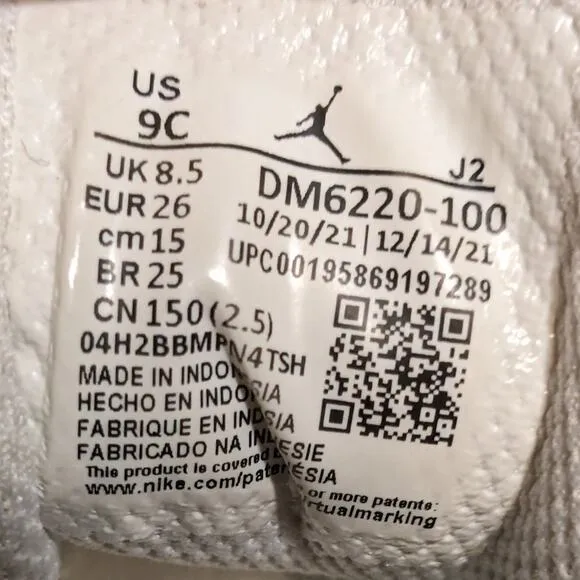 US
9C
J2
UK 8.5
EUR 26
cm 15
BR 25
CN 150 (2.5)
DM6220-100
10/20/21 | 12/14/21
UPC00195869197289
04H2BBMPN4TSH
MADE IN INDONESIA
HECHO EN INDONESIA
FABRIQUE EN INDONESIE
FABRICADO NA INDONÉSIA
This product is covered or more patents:
www.nike.com/patents virtualmarking